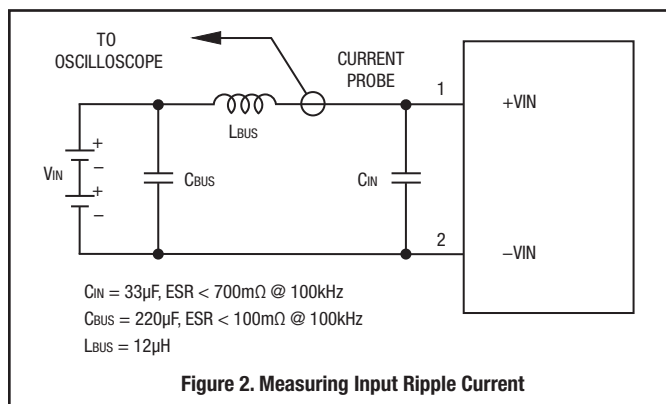 TO
OSCILLOSCOPE
CURRENT
PROBE
1
+VIN
LBUS
+
VIN
–
+
–
CBUS
CIN
2
–VIN
CIN = 33µF, ESR < 700mΩ @ 100kHz
CBUS = 220µF, ESR < 100mΩ @ 100kHz
LBUS = 12µH
Figure 2. Measuring Input Ripple Current